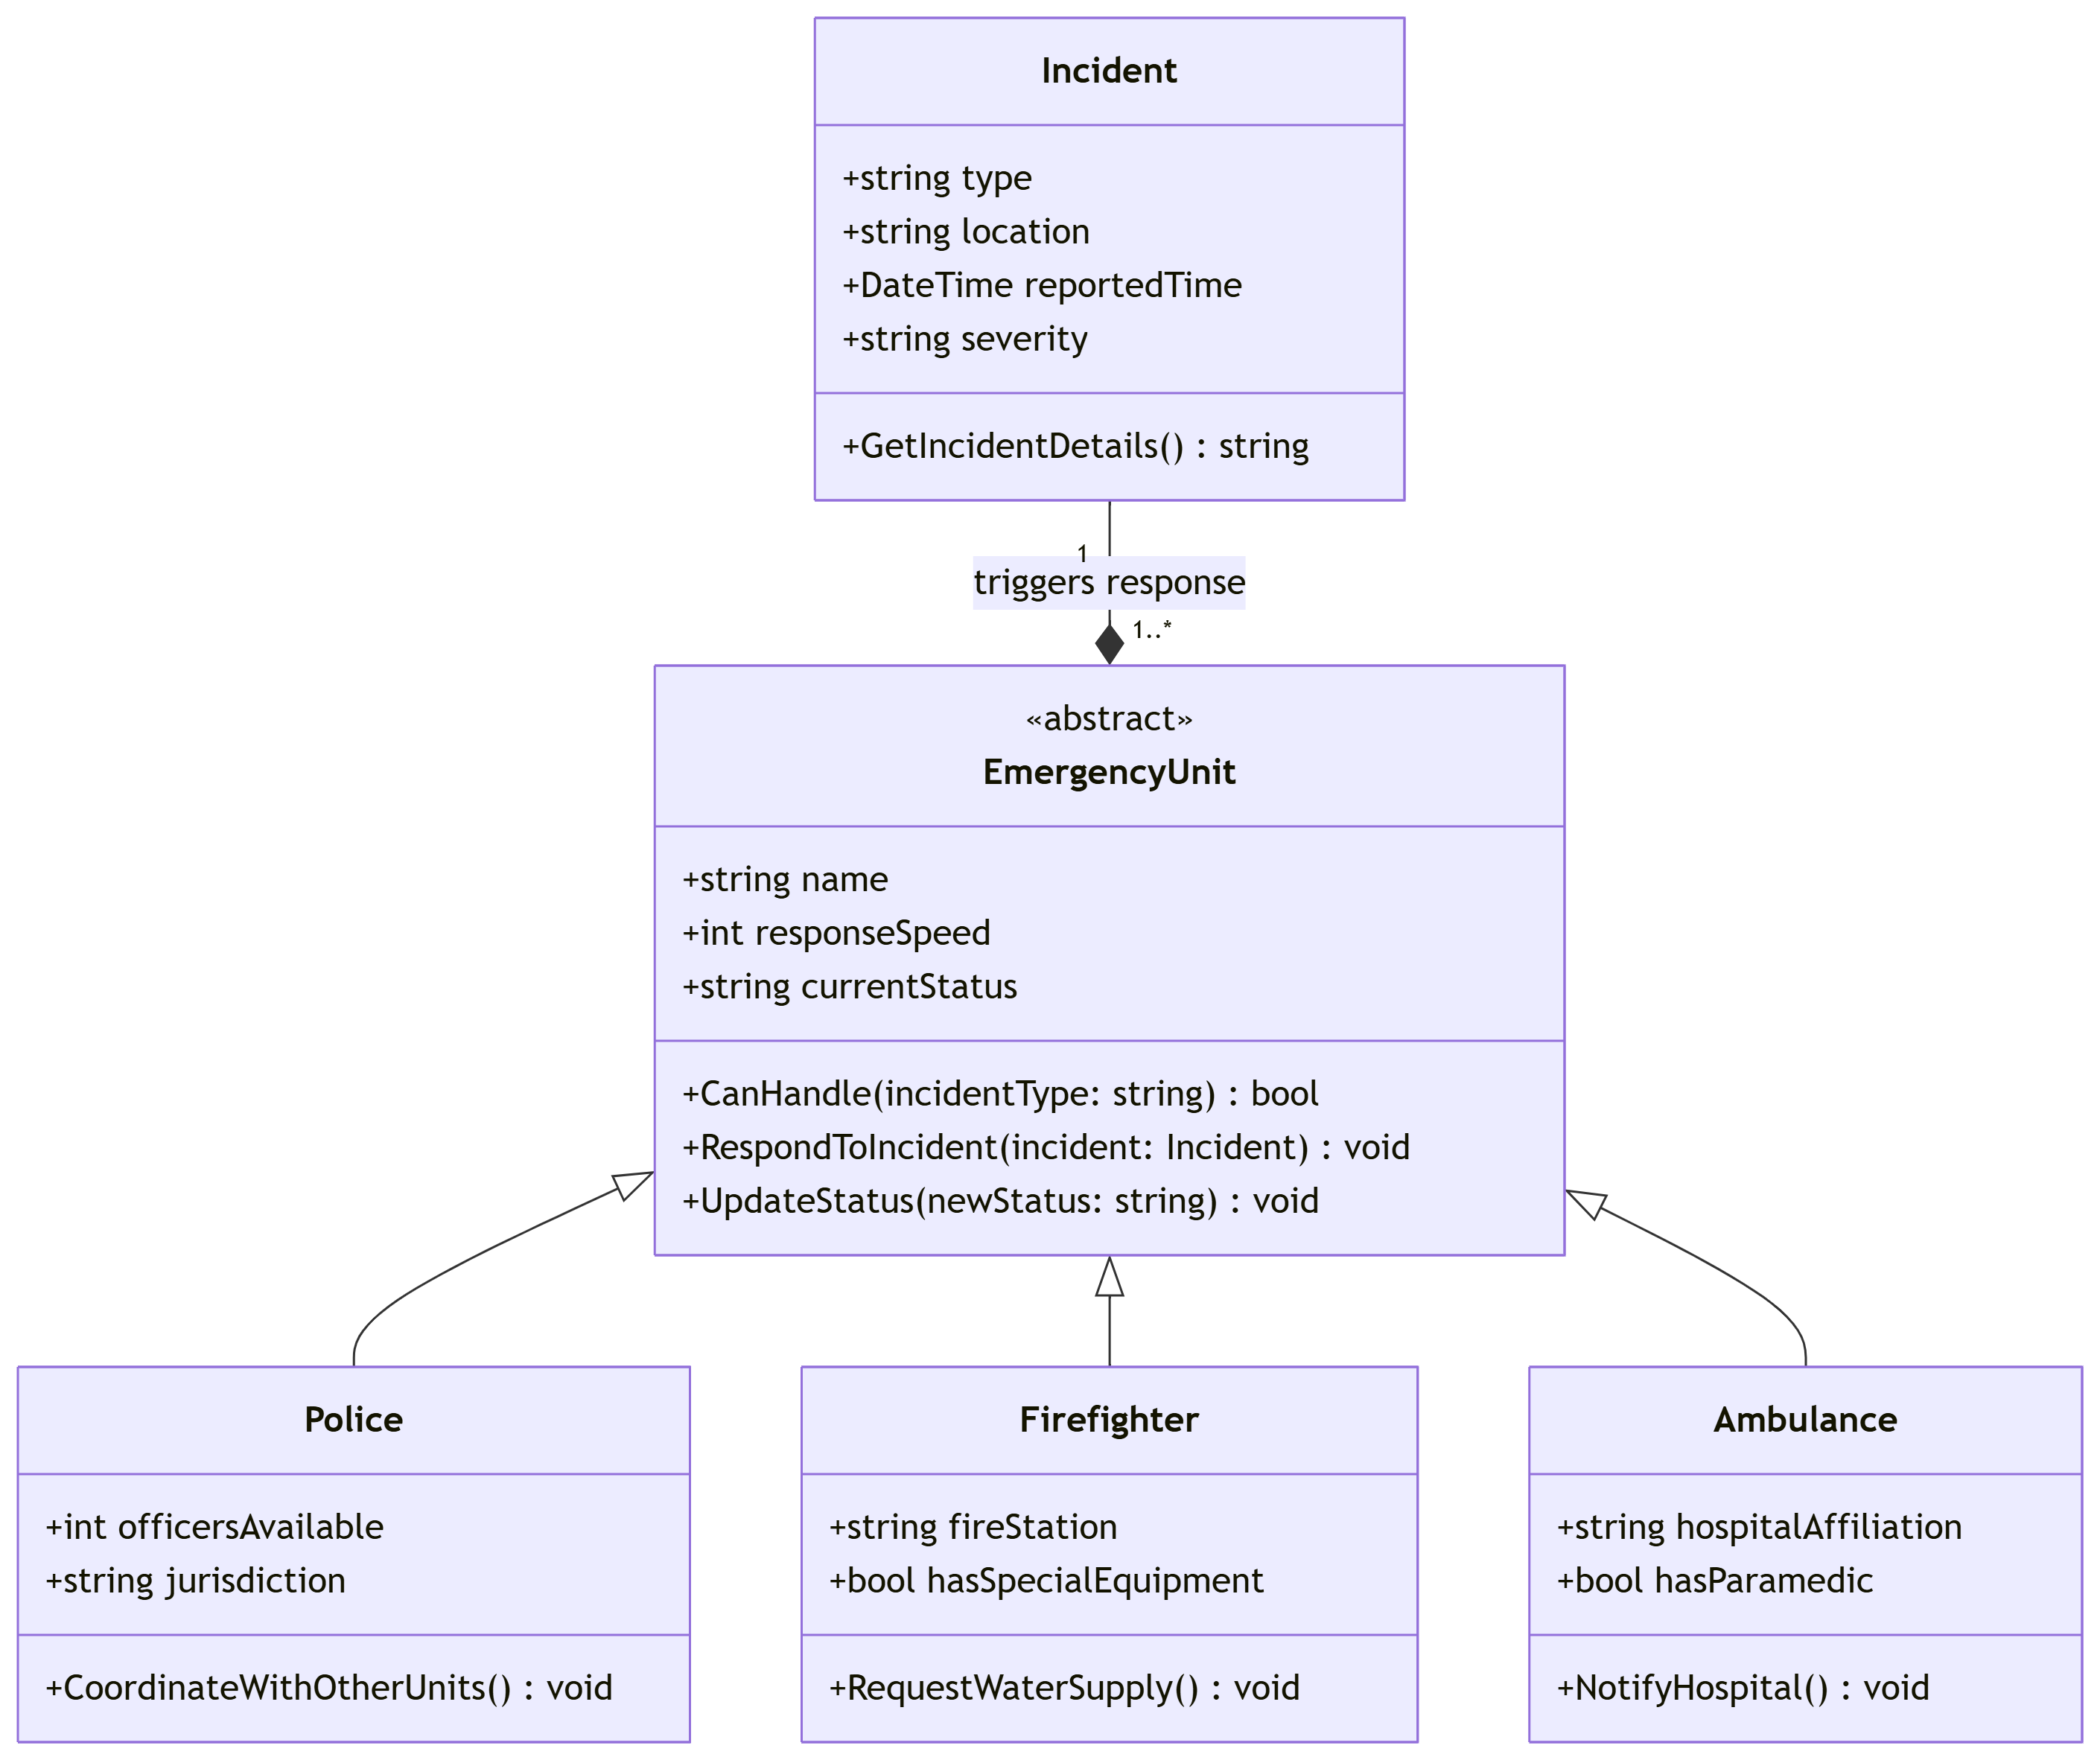 Incident
+string type
+string location
+DateTime reportedTime
+string severity
+GetIncidentDetails() : string
1
triggers response
1..*
«abstract»
EmergencyUnit
+string name
+int responseSpeed
+string currentStatus
+CanHandle(incidentType: string) : bool
+RespondToIncident(incident: Incident) : void
+UpdateStatus(newStatus: string) : void
Police
+int officersAvailable
+string jurisdiction
+CoordinateWithOtherUnits() : void
Firefighter
+string fireStation
+bool hasSpecialEquipment
+RequestWaterSupply() : void
Ambulance
+string hospitalAffiliation
+bool hasParamedic
+NotifyHospital() : void